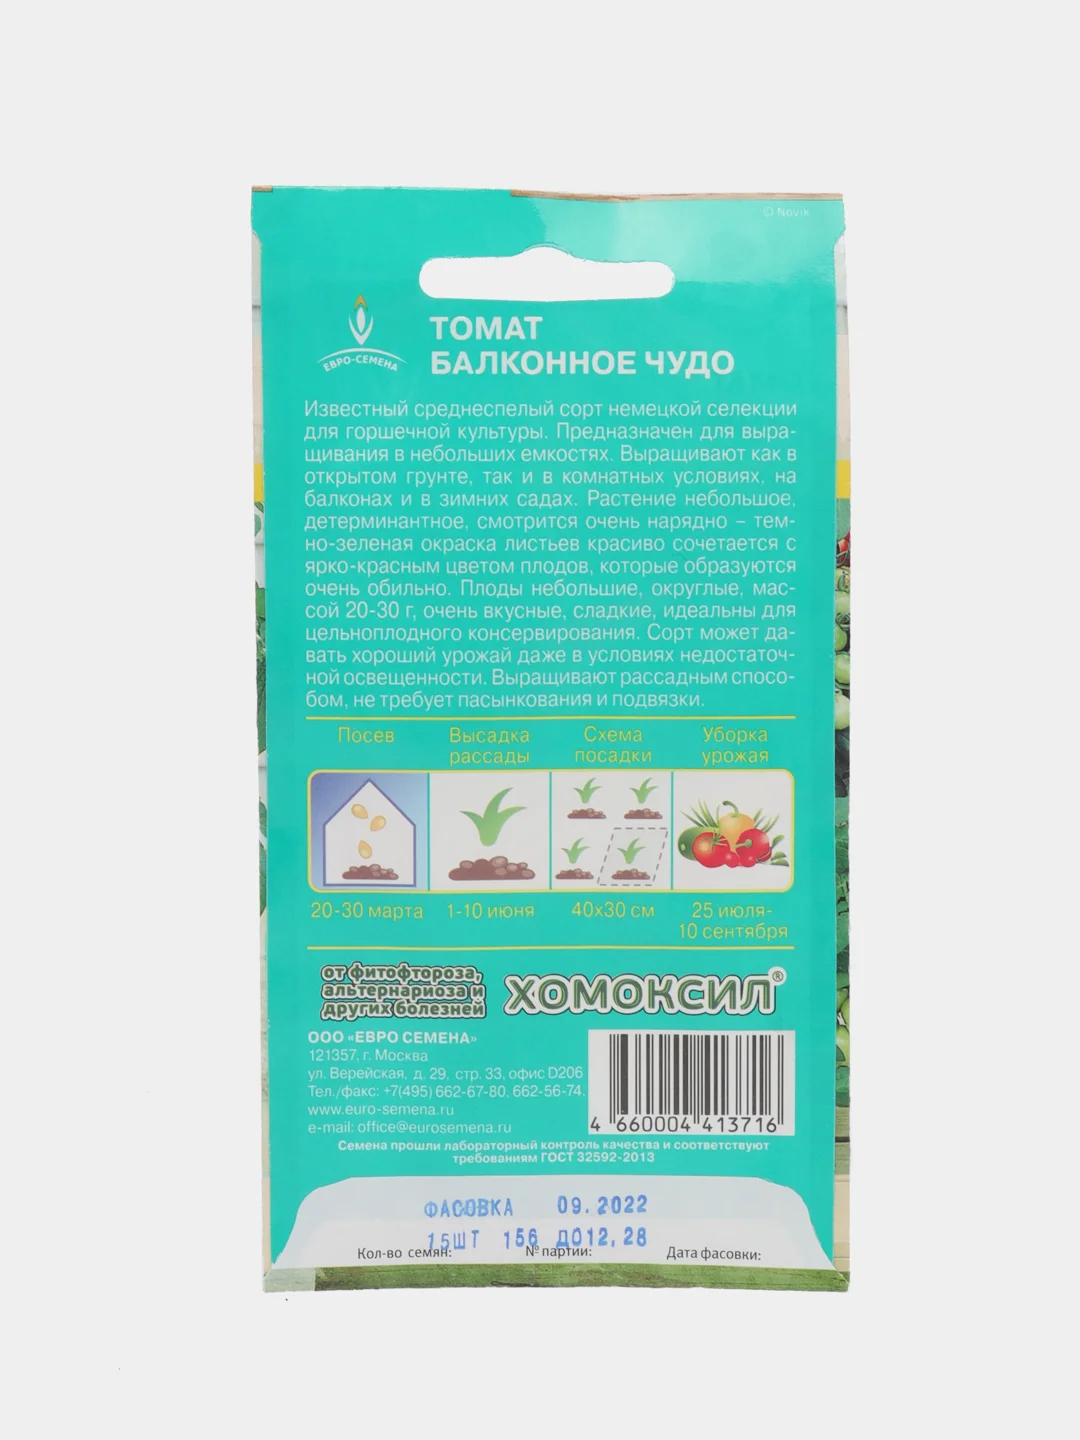 © Novik
ЕВРО-СЕМЕНА
ТОМАТ
БАЛКОННОЕ ЧУДО
Известный среднеспелый сорт немецкой селекции
для горшечной культуры. Предназначен для выра-
щивания в небольших емкостях. Выращивают как в
открытом грунте, так и в комнатных условиях, на
балконах и в зимних садах. Растение небольшое,
детерминантное, смотрится очень нарядно – тем-
но-зеленая окраска листьев красиво сочетается с
ярко-красным цветом плодов, которые образуются
очень обильно. Плоды небольшие, округлые, мас-
сой 20-30 г, очень вкусные, сладкие, идеальны для
цельноплодного консервирования. Сорт может да-
вать хороший урожай даже в условиях недостаточ-
ной освещенности. Выращивают рассадным спосо-
бом, не требует пасынкования и подвязки.
Посев Высадка Схема Уборка
рассады посадки урожая
20-30 марта 1-10 июня 40x30 см 25 июля-
10 сентября
от фитофтороза,
альтернариоза и
других болезней
ХОМОКСИЛ®
ООО «ЕВРО СЕМЕНА»
121357, г. Москва
ул. Верейская, д. 29, стр. 33, офис D206
Тел./факс: +7(495) 662-67-80, 662-56-74.
www.euro-semena.ru
e-mail: office@eurosemena.ru
4 660004 413716
Семена прошли лабораторный контроль качества и соответствуют
требованиям ГОСТ 32592-2013
ФАСОВКА 09.2022
15ШТ 156 ДО12,28
Кол-во семян: № партии: Дата фасовки: